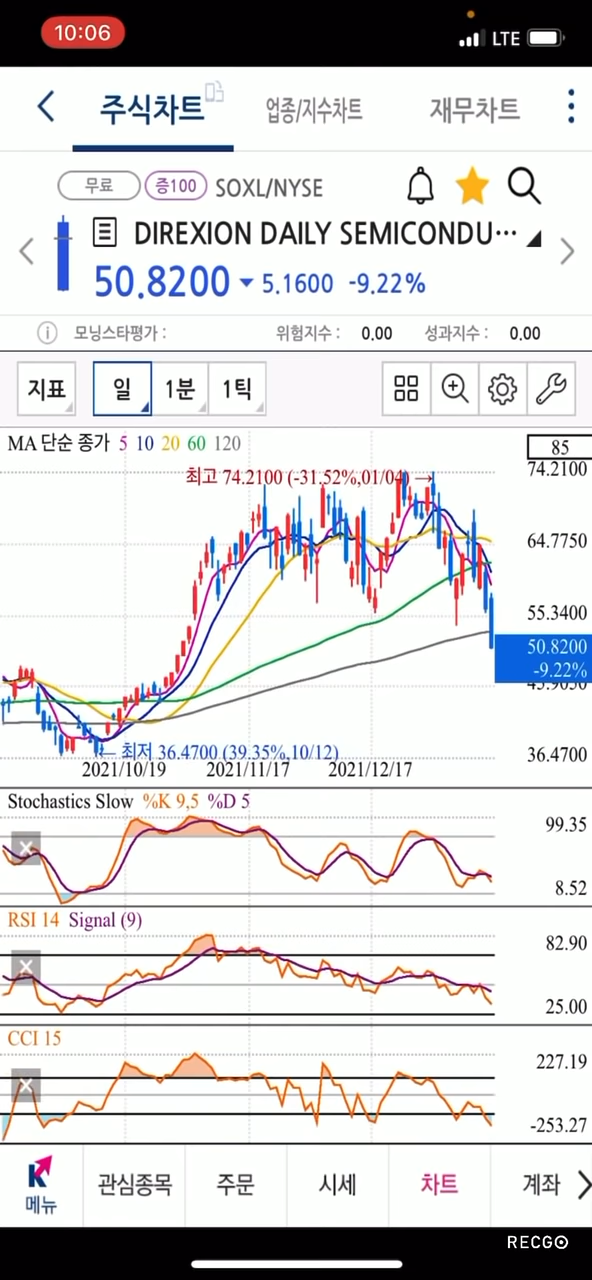 10:06 LTE
주식차트 업종/지수차트 재무차트
무료 증100 SOXL/NYSE
DIREXION DAILY SEMICONDU···
50.8200 ▼ 5.1600 -9.22%
모닝스타평가 : 위험지수 : 0.00 성과지수 : 0.00
지표 일 1분 1틱
MA 단순 종가 5 10 20 60 120
85
74.2100
최고 74.2100 (-31.52%,01/04) →
64.7750
55.3400
50.8200
-9.22%
45.9050
← 최저 36.4700 (39.35%,10/12)
36.4700
2021/10/19 2021/11/17 2021/12/17
Stochastics Slow %K 9,5 %D 5
99.35
8.52
RSI 14 Signal (9)
82.90
25.00
CCI 15
227.19
-253.27
K
메뉴 관심종목 주문 시세 차트 계좌
RECGO